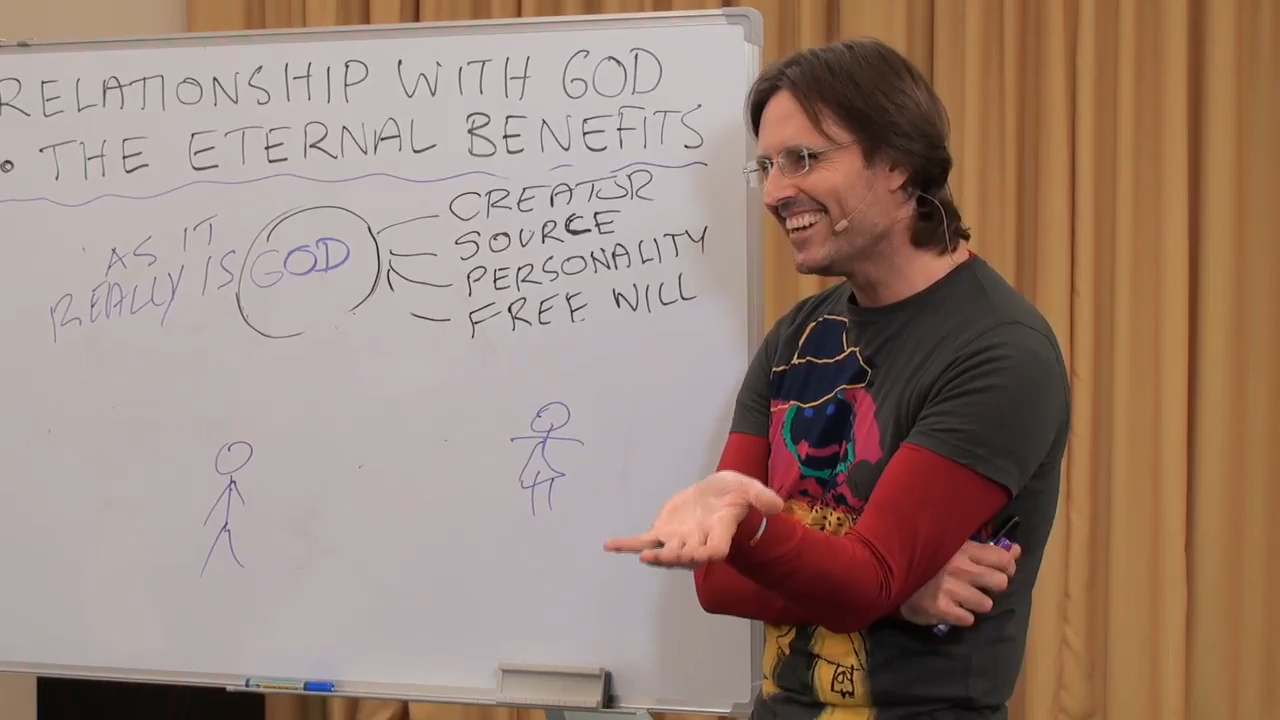 RELATIONSHIP WITH GOD
• THE ETERNAL BENEFITS
AS IT
REALLY IS GOD
CREATOR
SOURCE
PERSONALITY
FREE WILL